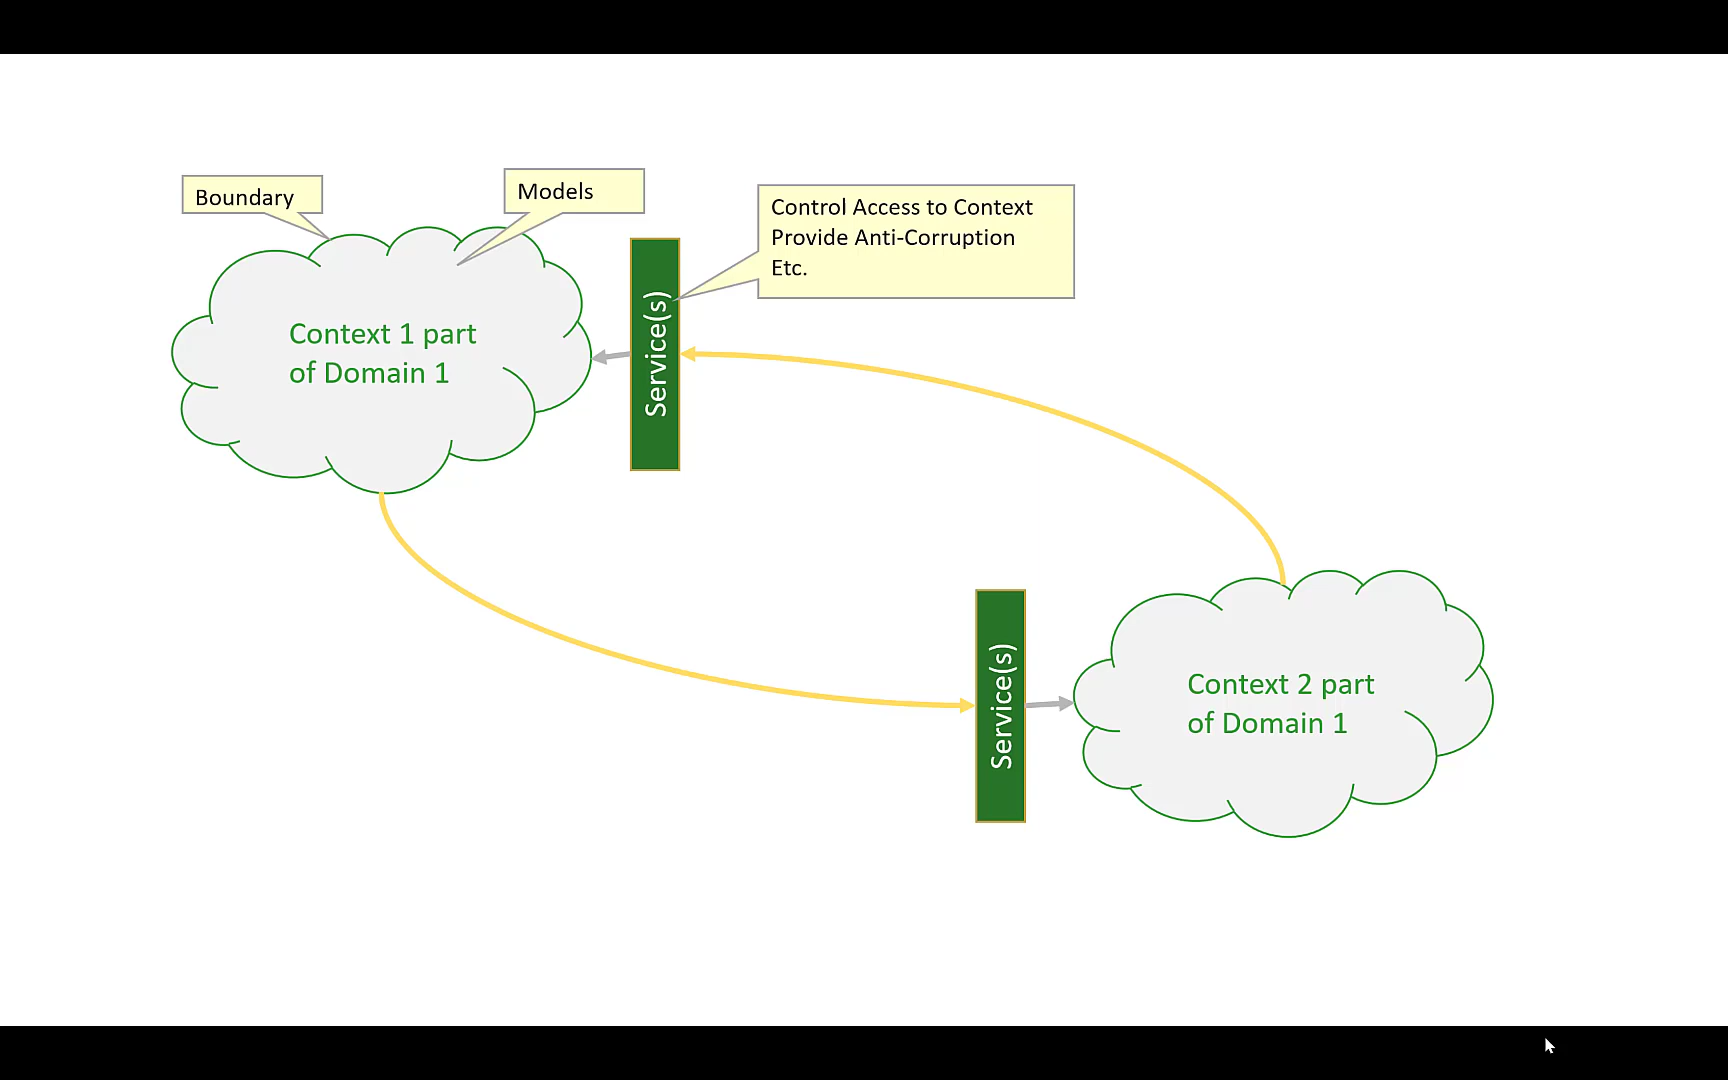 Boundary
Models
Control Access to Context
Provide Anti-Corruption
Etc.
Context 1 part
of Domain 1
Service(s)
Service(s)
Context 2 part
of Domain 1